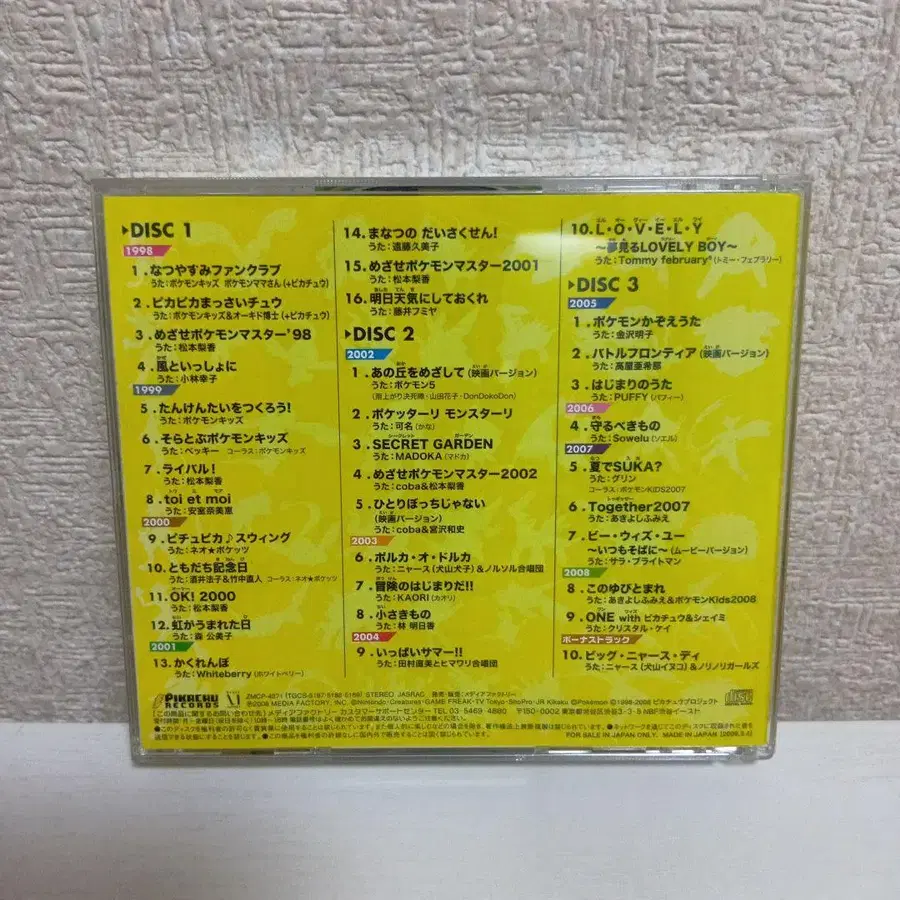 DISC 1
1998
1. なつやすみファンクラブ
うた：ポケモンキッズ ポケモンママさん (+ピカチュウ)
2. ピカピカまっさいチュウ
うた：ポケモンキッズ&オーキド博士 (+ピカチュウ)
3. めざせポケモンマスター'98
うた：松本梨香
4. 風といっしょに
うた：小林幸子
1999
5. たんけんたいをつくろう!
うた：ポケモンキッズ
6. そらとぶポケモンキッズ
うた：ベッキー コーラス：ポケモンキッズ
7. ライバル!
うた：松本梨香
8. toi et moi
うた：安室奈美恵
2000
9. ピチュピカ♪スウィング
うた：ネオ★ポケッツ
10. ともだち記念日
うた：酒井法子&竹中直人 コーラス：ネオ★ポケッツ
11. OK! 2000
うた：松本梨香
12. 虹がうまれた日
うた：森 公美子
2001
13. かくれんぼ
うた：Whiteberry (ホワイトベリー)
14. まなつの だいさくせん!
うた：遠藤久美子
15. めざせポケモンマスター2001
うた：松本梨香
16. 明日天気にしておくれ
うた：藤井フミヤ
DISC 2
2002
1. あの丘をめざして (映画バージョン)
うた：ポケモン5
(雨上がり決死隊・山田花子・DonDokoDon)
2. ポケッターリ モンスターリ
うた：可名 (かな)
3. SECRET GARDEN
うた：MADOKA (マドカ)
4. めざせポケモンマスター2002
うた：coba&松本梨香
5. ひとりぼっちじゃない
(映画バージョン)
うた：coba&宮沢和史
2003
6. ポルカ・オ・ドルカ
うた：ニャース (犬山犬子) &ノルソル合唱団
7. 冒険のはじまりだ!!
うた：KAORI (カオリ)
8. 小さきもの
うた：林 明日香
2004
9. いっぱいサマー!!
うた：田村直美とヒマワリ合唱団
10. L・O・V・E・L・Y
～夢見るLOVELY BOY～
うた：Tommy february⁶ (トミー・フェブラリー)
DISC 3
2005
1. ポケモンかぞえうた
うた：金沢明子
2. バトルフロンティア (映画バージョン)
うた：高屋亜希那
3. はじまりのうた
うた：PUFFY (パフィー)
2006
4. 守るべきもの
うた：Sowelu (ソエル)
2007
5. 夏でSUKA?
うた：グリン
コーラス：ポケモンKIDS2007
6. Together2007
うた：あきよしふみえ
7. ビー・ウィズ・ユー
～いつもそばに～ (ムービーバージョン)
うた：サラ・ブライトマン
2008
8. このゆびとまれ
うた：あきよしふみえ&ポケモンKids2008
9. ONE with ピカチュウ&シェイミ
うた：クリスタル・ケイ
ボーナストラック
10. ビッグ・ニャース・デイ
うた：ニャース (犬山イヌコ) &ノリノリガールズ
PIKACHU RECORDS
STEREO JASRAC 発売・販売：メディアファクトリー
FOR SALE IN JAPAN ONLY. MADE IN JAPAN